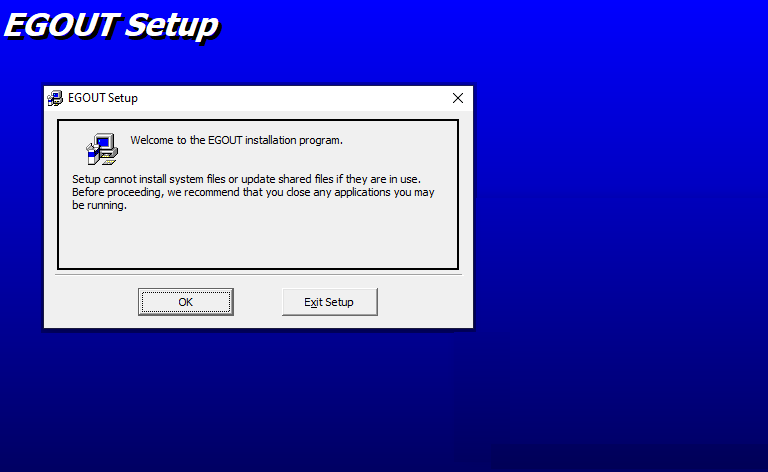 EGOUT Setup
EGOUT Setup
Welcome to the EGOUT installation program.
Setup cannot install system files or update shared files if they are in use.
Before proceeding, we recommend that you close any applications you may
be running.
OK
Exit Setup